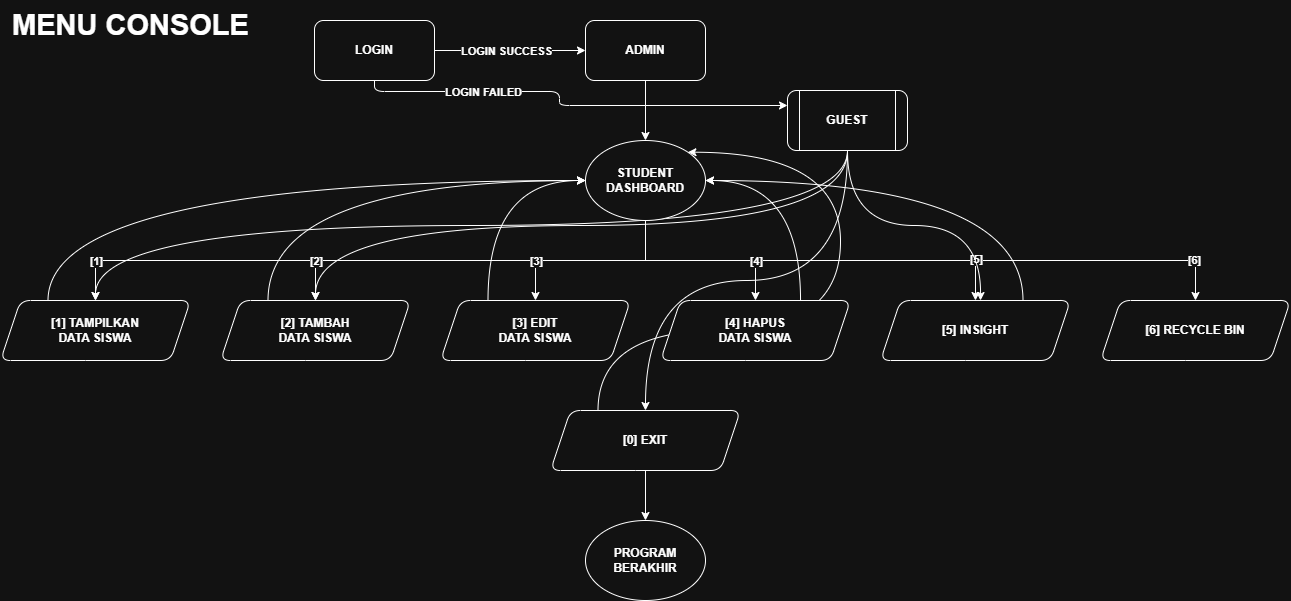 MENU CONSOLE
LOGIN
LOGIN SUCCESS
ADMIN
LOGIN FAILED
GUEST
STUDENT
DASHBOARD
[1]
[2]
[3]
[4]
[5]
[6]
[1] TAMPILKAN
DATA SISWA
[2] TAMBAH
DATA SISWA
[3] EDIT
DATA SISWA
[4] HAPUS
DATA SISWA
[5] INSIGHT
[6] RECYCLE BIN
[0] EXIT
PROGRAM
BERAKHIR